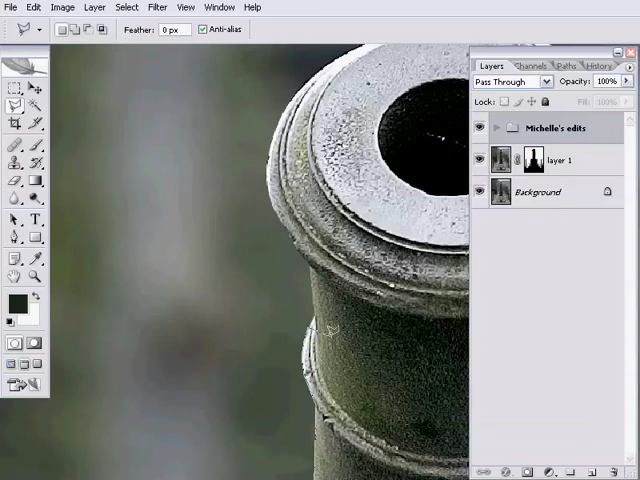 File Edit Image Layer Select Filter View Window Help
Feather: 0 px Anti-alias
Layers Channels Paths History
Pass Through Opacity: 100%
Lock: Fill: 100%
Michelle's edits
layer 1
Background